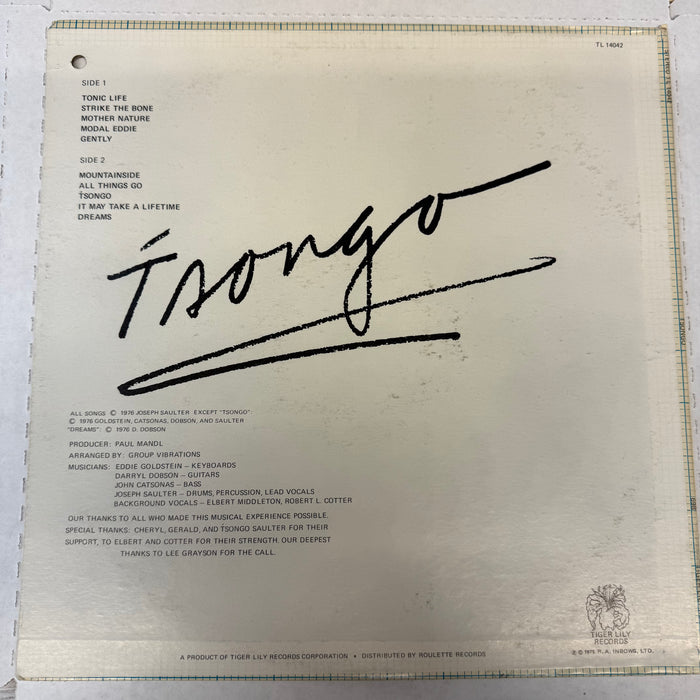 TL 14042
SIDE 1
TONIC LIFE
STRIKE THE BONE
MOTHER NATURE
MODAL EDDIE
GENTLY
SIDE 2
MOUNTAINSIDE
ALL THINGS GO
T́SONGO
IT MAY TAKE A LIFETIME
DREAMS
T́songo
ALL SONGS © 1976 JOSEPH SAULTER EXCEPT "TSONGO":
© 1976 GOLDSTEIN, CATSONAS, DOBSON, AND SAULTER
"DREAMS": © 1976 D. DOBSON
PRODUCER: PAUL MANDL
ARRANGED BY: GROUP VIBRATIONS
MUSICIANS: EDDIE GOLDSTEIN – KEYBOARDS
DARRYL DOBSON – GUITARS
JOHN CATSONAS – BASS
JOSEPH SAULTER – DRUMS, PERCUSSION, LEAD VOCALS
BACKGROUND VOCALS – ELBERT MIDDLETON, ROBERT L. COTTER
OUR THANKS TO ALL WHO MADE THIS MUSICAL EXPERIENCE POSSIBLE.
SPECIAL THANKS: CHERYL, GERALD, AND T́SONGO SAULTER FOR THEIR
SUPPORT, TO ELBERT AND COTTER FOR THEIR STRENGTH. OUR DEEPEST
THANKS TO LEE GRAYSON FOR THE CALL.
TIGER LILY
RECORDS
A PRODUCT OF TIGER LILY RECORDS CORPORATION • DISTRIBUTED BY ROULETTE RECORDS